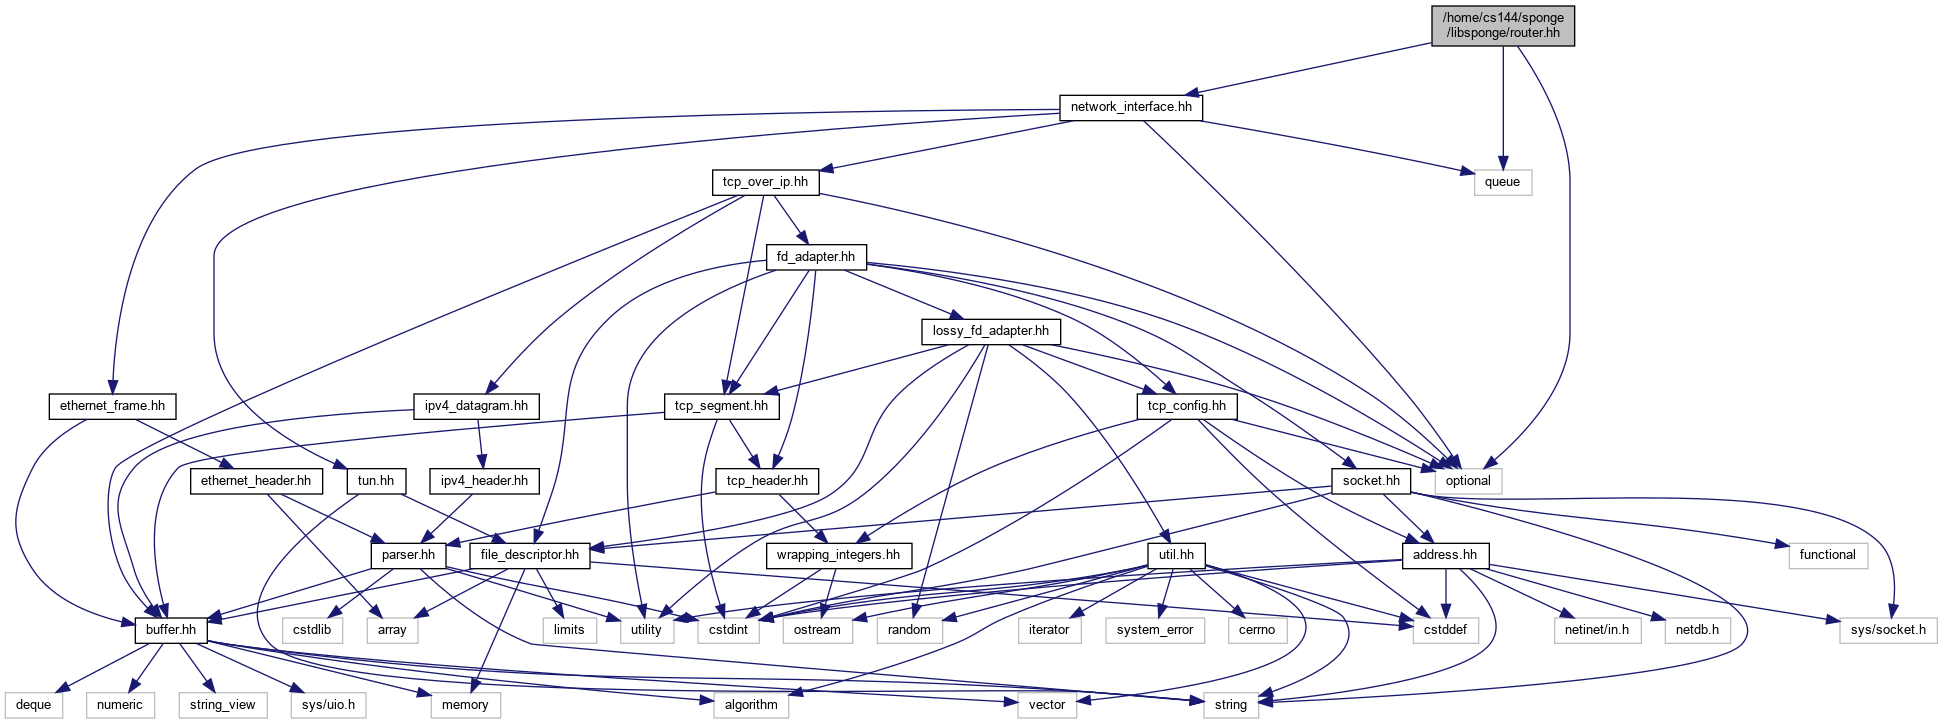 /home/cs144/sponge
/libsponge/router.hh
network_interface.hh
tcp_over_ip.hh
queue
fd_adapter.hh
lossy_fd_adapter.hh
ethernet_frame.hh
ipv4_datagram.hh
tcp_segment.hh
tcp_config.hh
ethernet_header.hh
tun.hh
ipv4_header.hh
tcp_header.hh
socket.hh
optional
parser.hh
file_descriptor.hh
wrapping_integers.hh
util.hh
address.hh
functional
buffer.hh
cstdlib
array
limits
utility
cstdint
ostream
random
iterator
system_error
cerrno
cstddef
netinet/in.h
netdb.h
sys/socket.h
deque
numeric
string_view
sys/uio.h
memory
algorithm
vector
string